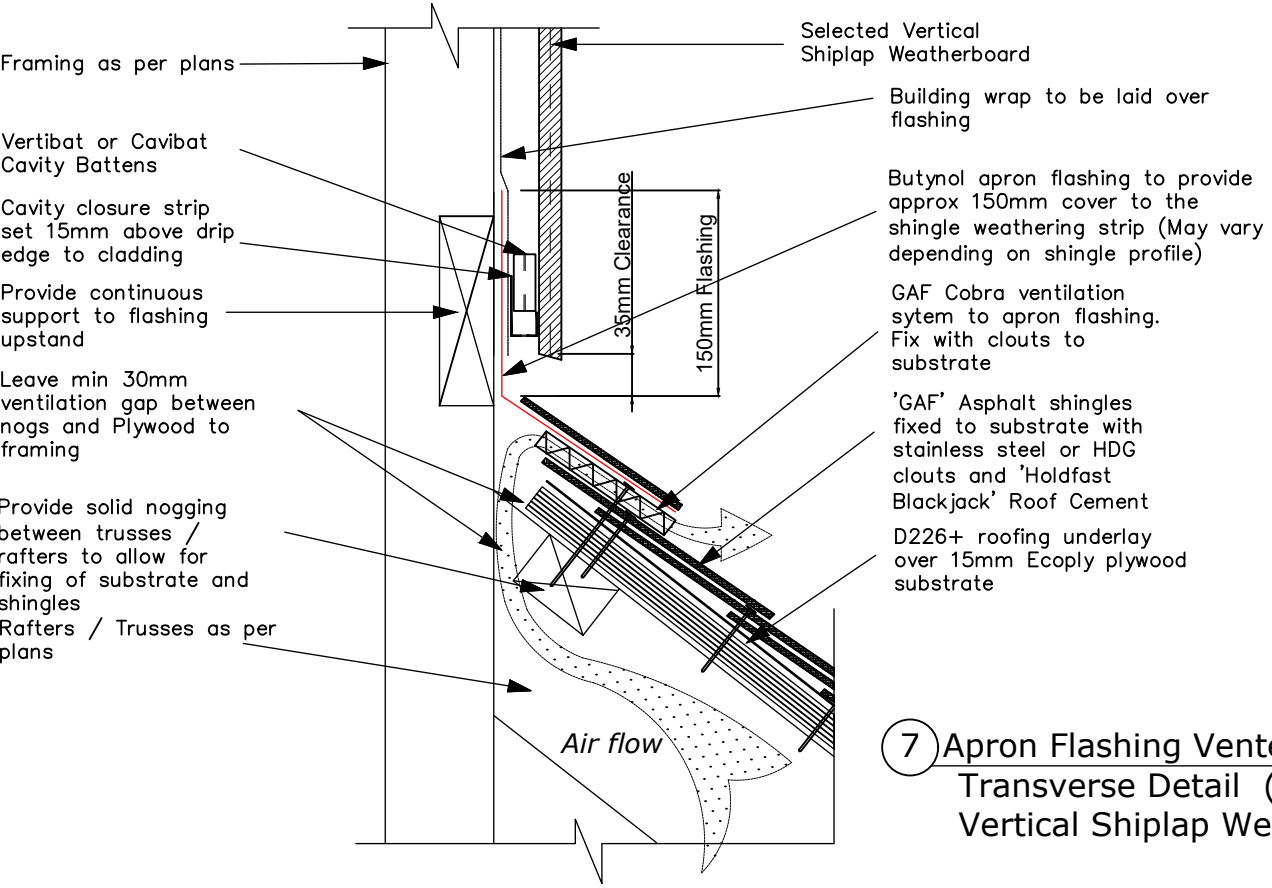 Framing as per plans
Vertibat or Cavibat
Cavity Battens
Cavity closure strip
set 15mm above drip
edge to cladding
Provide continuous
support to flashing
upstand
Leave min 30mm
ventilation gap between
nogs and Plywood to
framing
Provide solid nogging
between trusses /
rafters to allow for
fixing of substrate and
shingles
Rafters / Trusses as per
plans
35mm Clearance
150mm Flashing
Air flow
Selected Vertical
Shiplap Weatherboard
Building wrap to be laid over
flashing
Butynol apron flashing to provide
approx 150mm cover to the
shingle weathering strip (May vary
depending on shingle profile)
GAF Cobra ventilation
sytem to apron flashing.
Fix with clouts to
substrate
'GAF' Asphalt shingles
fixed to substrate with
stainless steel or HDG
clouts and 'Holdfast
Blackjack' Roof Cement
D226+ roofing underlay
over 15mm Ecoply plywood
substrate
7 Apron Flashing Vente
Transverse Detail (
Vertical Shiplap We